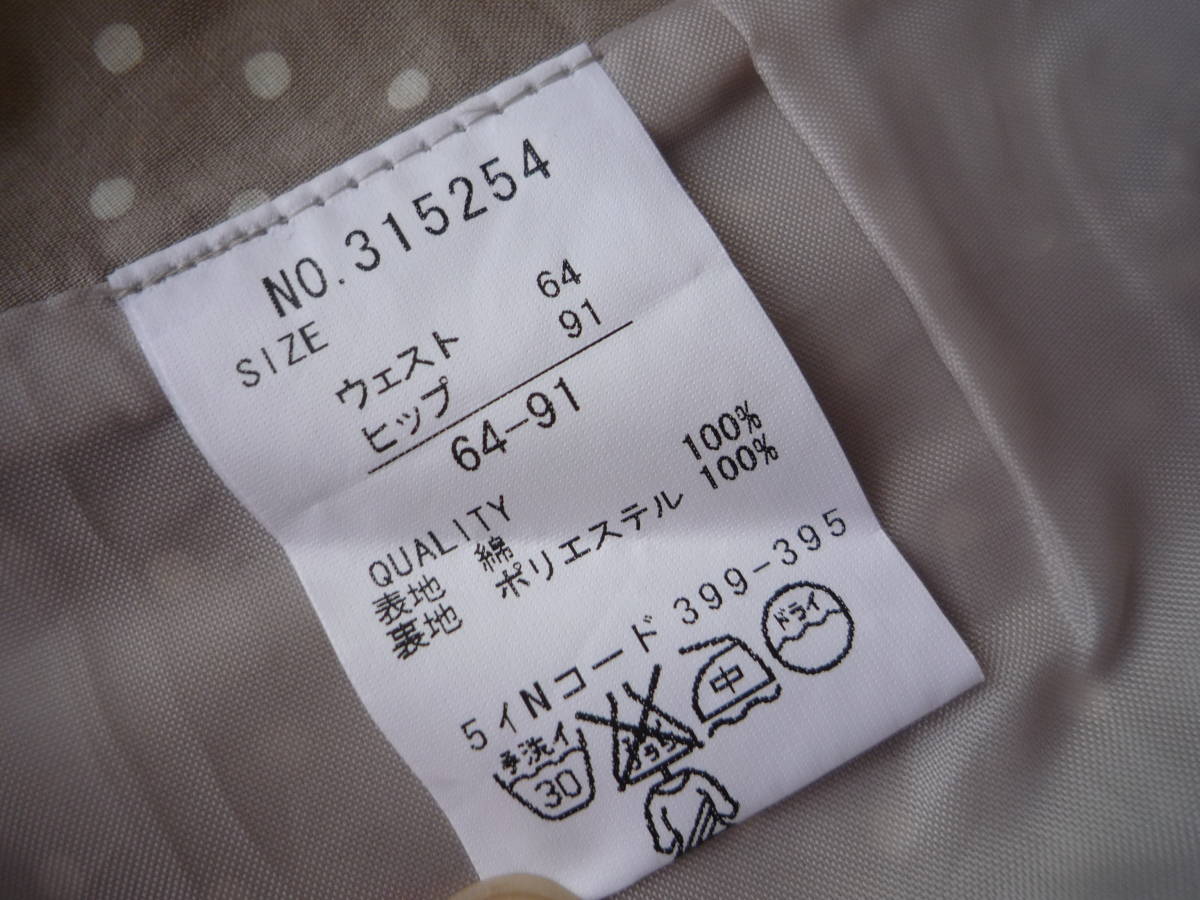 NO.315254
SIZE
ウェスト 64
ヒップ 91
64-91
QUALITY
表地 綿 100%
裏地 ポリエステル 100%
5ィNコード 399-395
手洗イ
30
中
ドライ